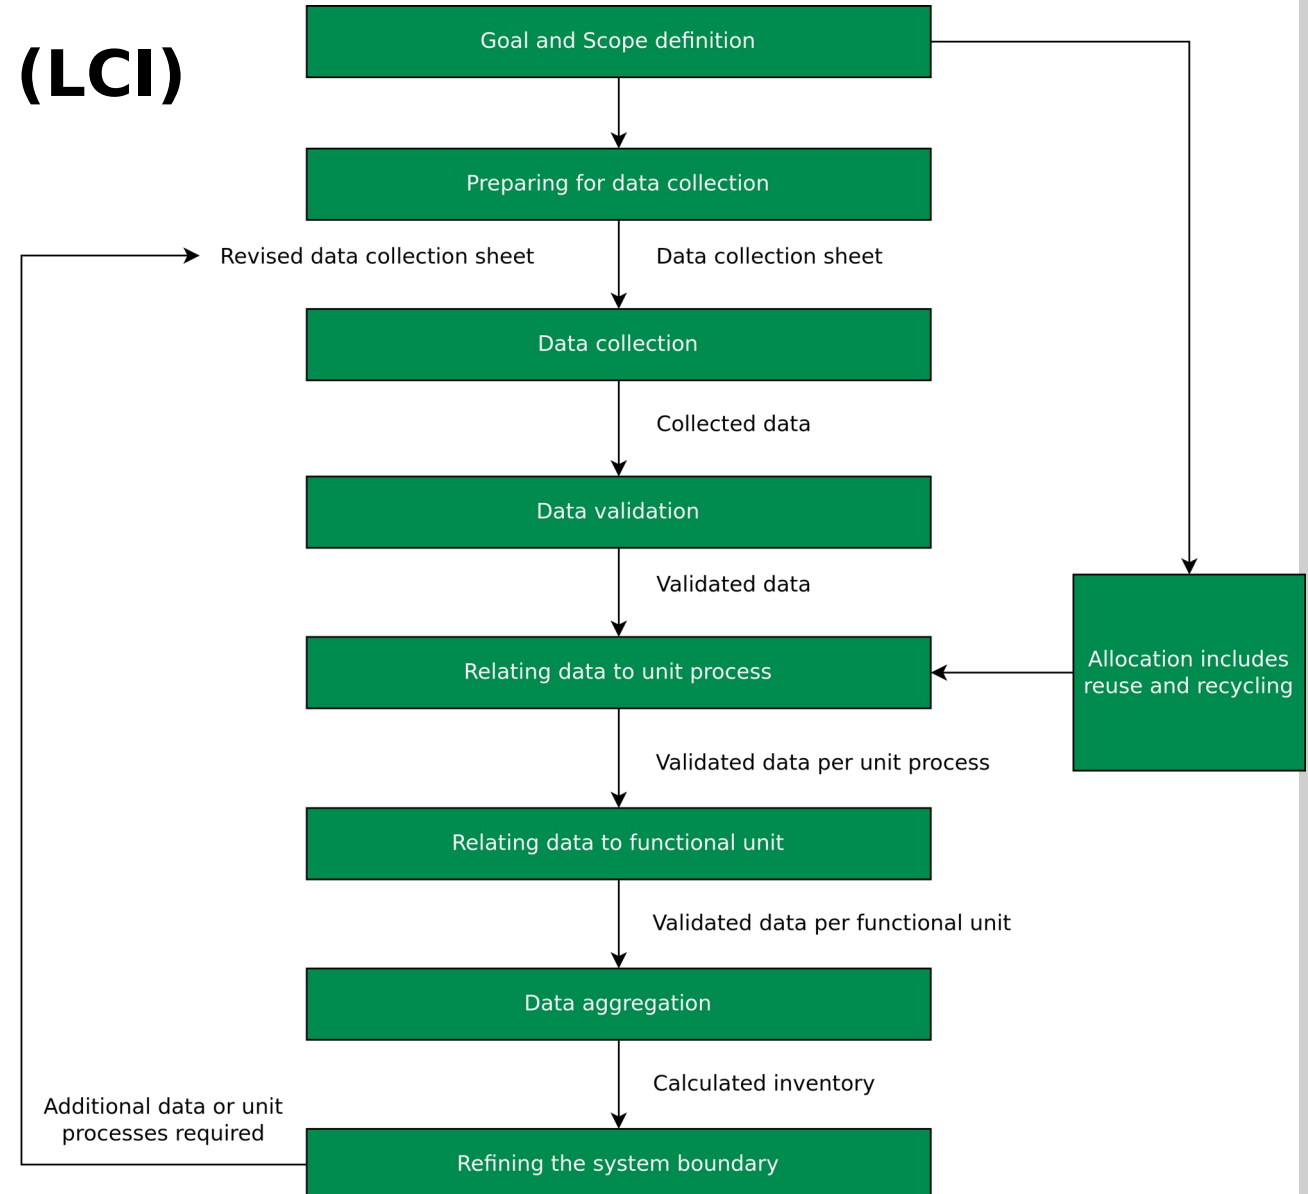 (LCI)
Goal and Scope definition
Preparing for data collection
Revised data collection sheet
Data collection sheet
Data collection
Collected data
Data validation
Validated data
Relating data to unit process
Allocation includes
reuse and recycling
Validated data per unit process
Relating data to functional unit
Validated data per functional unit
Data aggregation
Calculated inventory
Additional data or unit
processes required
Refining the system boundary